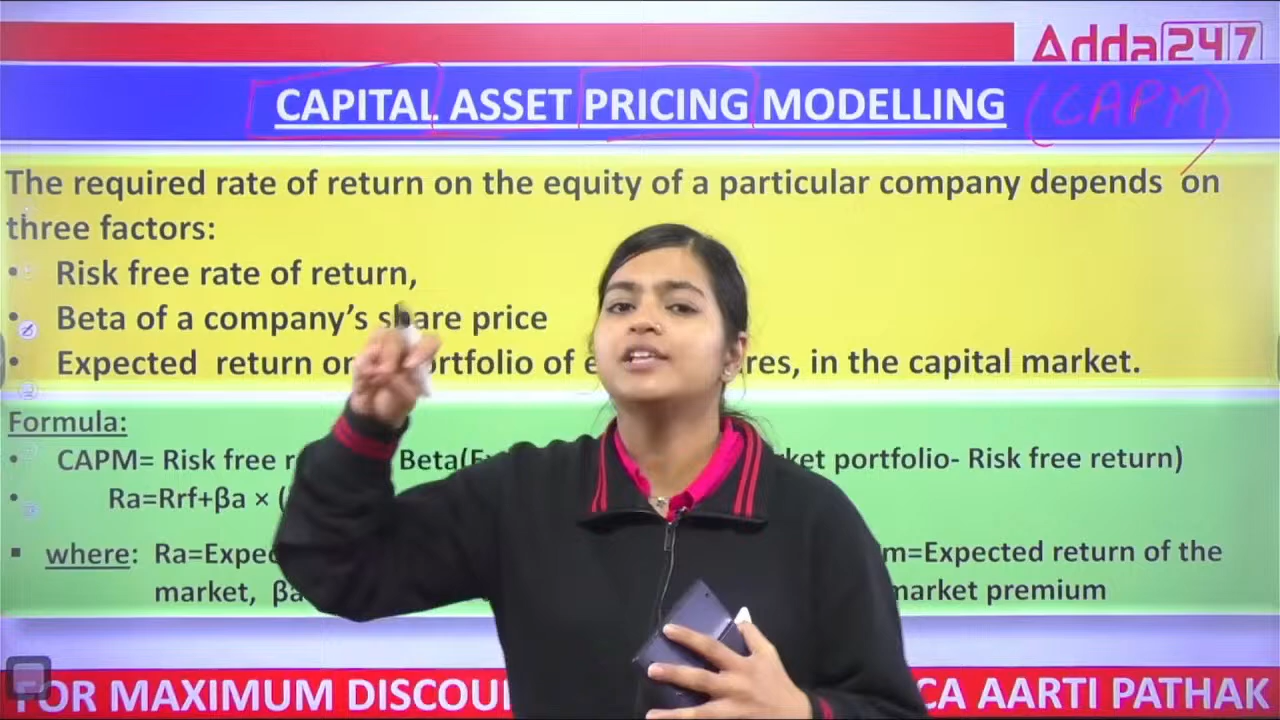 Adda247
CAPITAL ASSET PRICING MODELLING (CAPM)
The required rate of return on the equity of a particular company depends on
three factors:
• Risk free rate of return,
• Beta of a company's share price
• Expected return on portfolio of res, in the capital market.
Formula:
• CAPM= Risk free Beta( ket portfolio- Risk free return)
• Ra=Rrf+βa × (
▪ where: Ra=Expec m=Expected return of the
market, βa market premium
FOR MAXIMUM DISCOU CA AARTI PATHAK